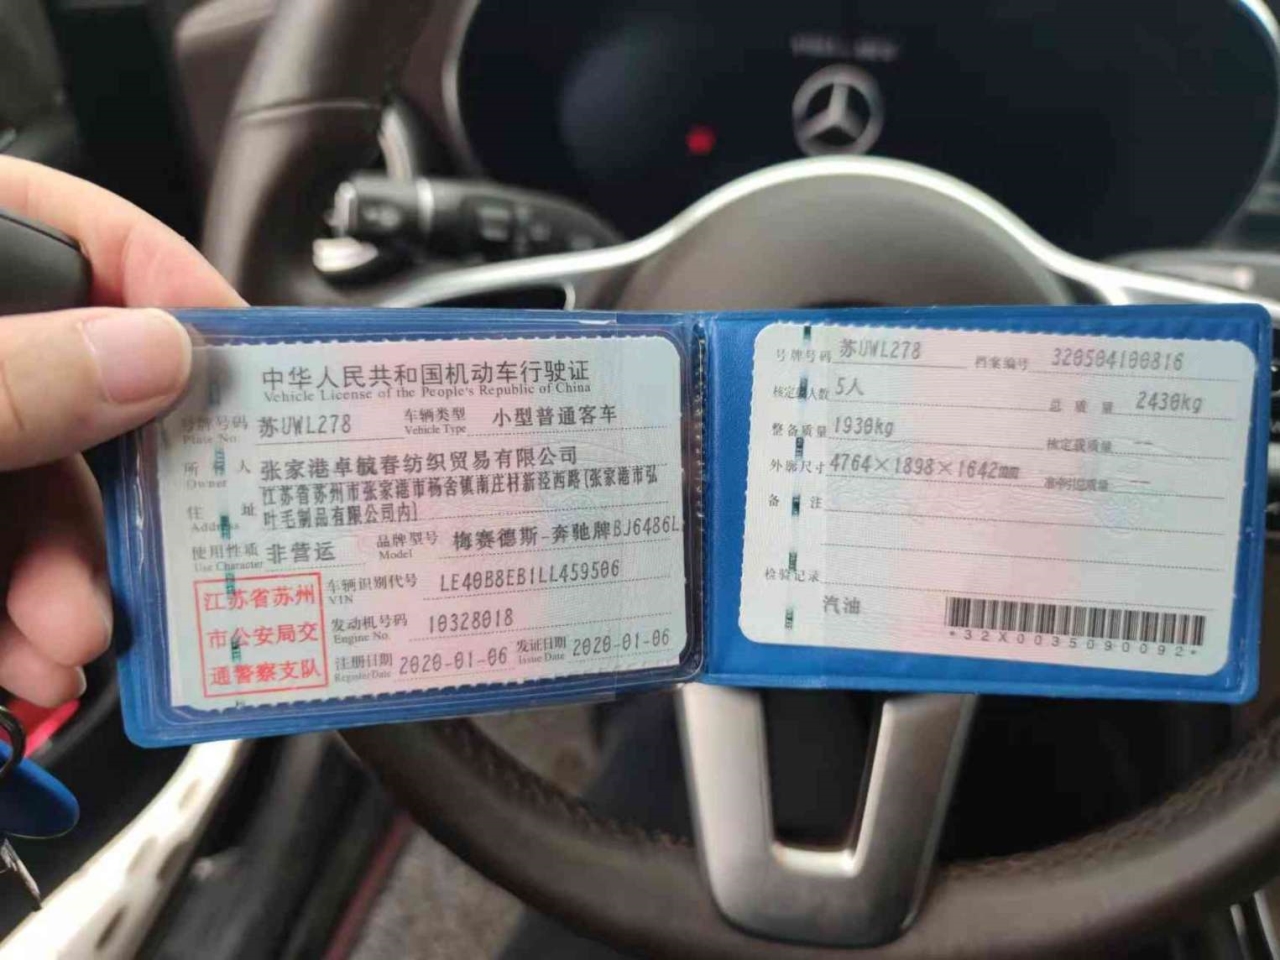 中华人民共和国机动车行驶证
Vehicle License of the People's Republic of China
号牌号码 苏UWL278 车辆类型 小型普通客车
Plate No. Vehicle Type
所有人 张家港卓毓春纺织贸易有限公司
Owner
住址 江苏省苏州市张家港市杨舍镇南庄村新泾西路(张家港市弘
Address 叶毛制品有限公司内)
使用性质 非营运 品牌型号 梅赛德斯-奔驰牌BJ6486L
Use Character Model
江苏省苏州
市公安局交
通警察支队
车辆识别代号 LE40B8EB1LL459506
VIN
发动机号码 10328018
Engine No.
注册日期 2020-01-06 发证日期 2020-01-06
Register Date Issue Date
号牌号码 苏UWL278 档案编号 320504100816
核定载人数 5人 总质量 2430kg
整备质量 1930kg 核定载质量 --
外廓尺寸 4764×1898×1642mm 准牵引总质量 --
备注
检验记录
汽油
*32X0035090092*